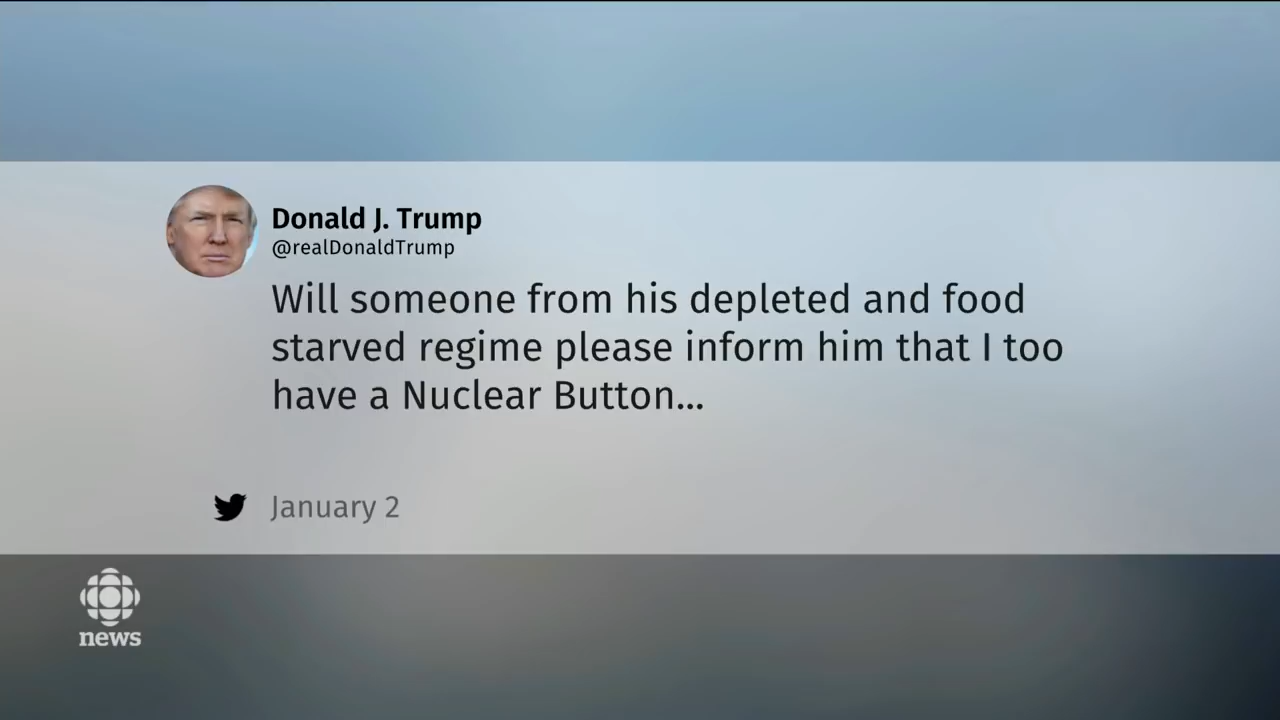 Donald J. Trump
@realDonaldTrump
Will someone from his depleted and food
starved regime please inform him that I too
have a Nuclear Button...
January 2
news